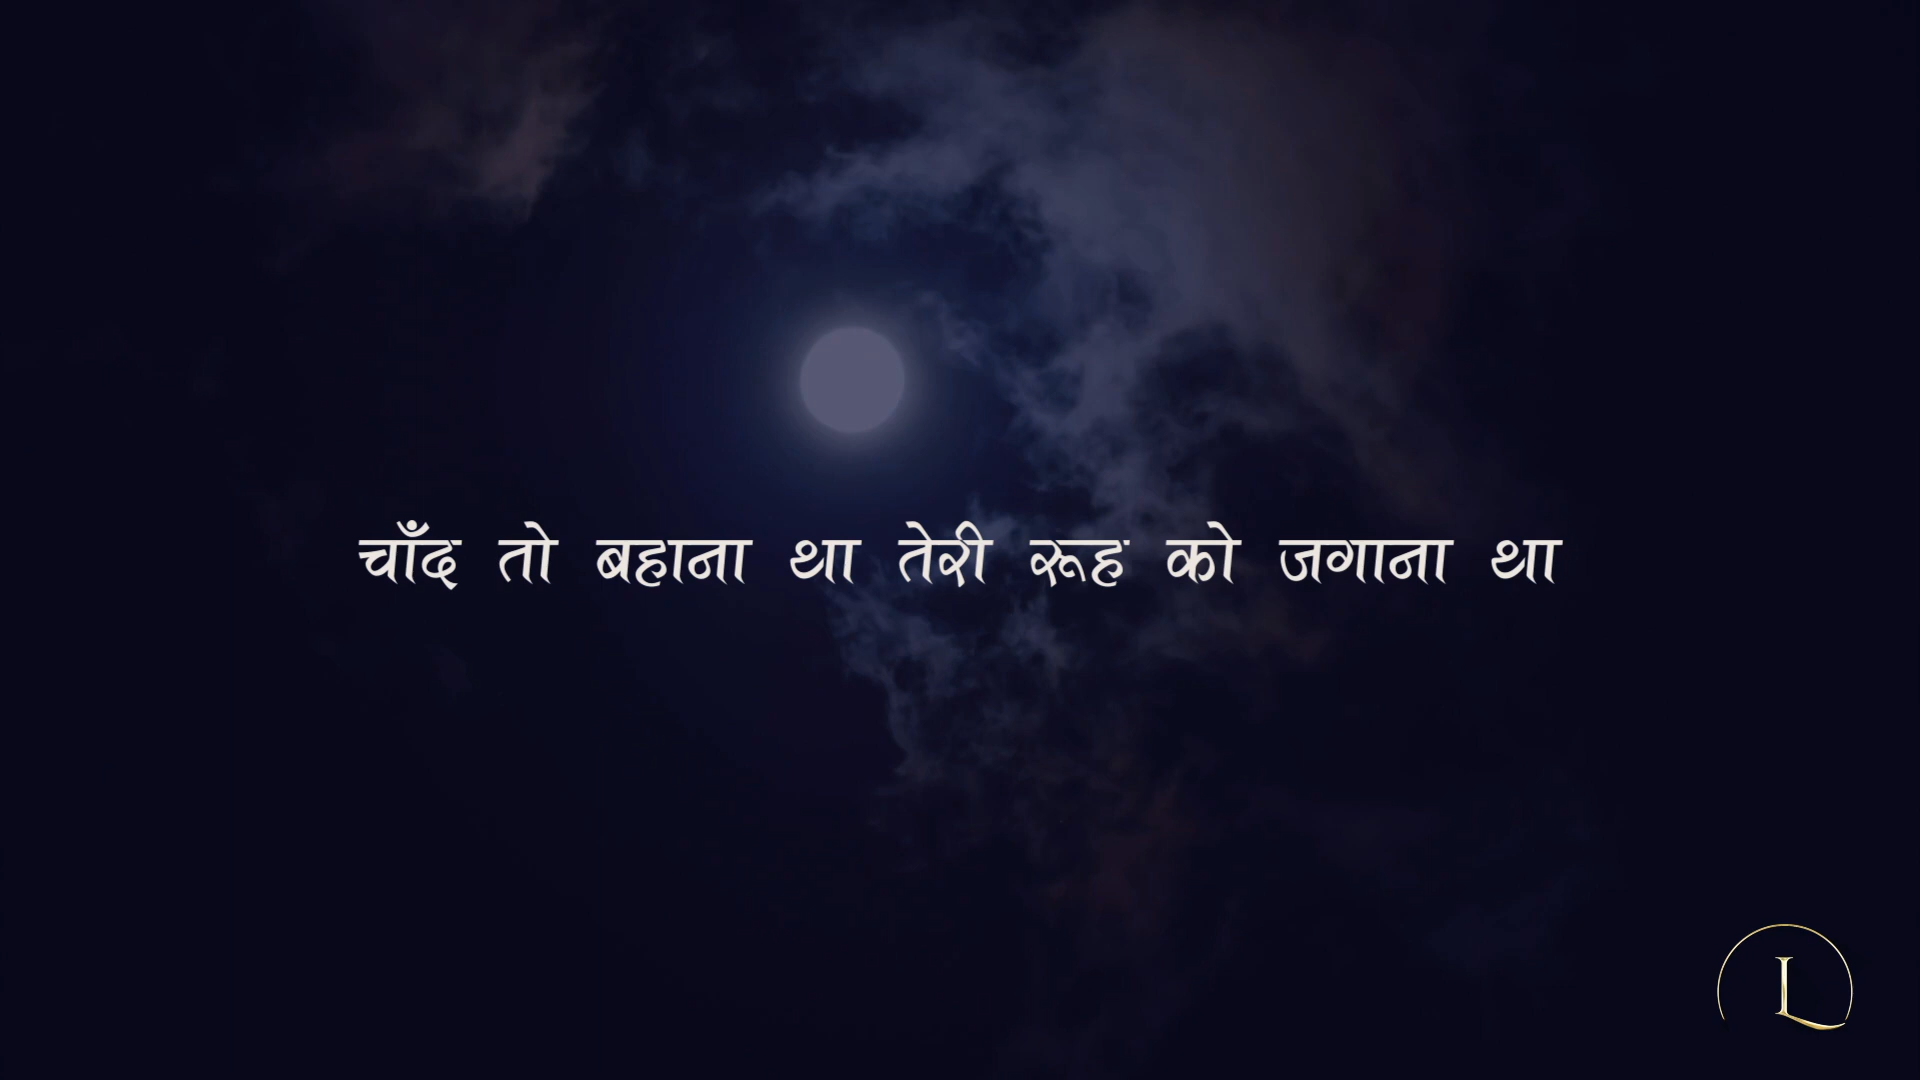 चाँद तो बहाना था तेरी रूह को जगाना था
L